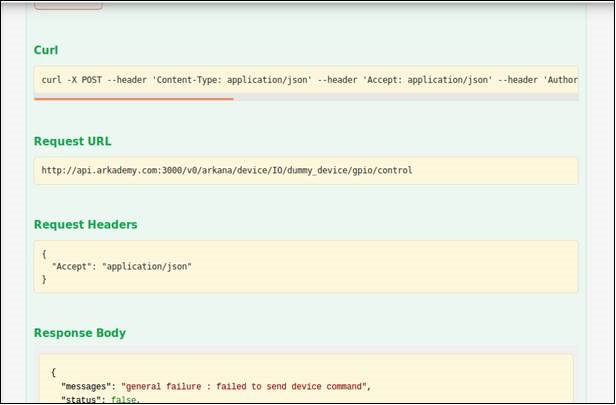 Curl
curl -X POST --header 'Content-Type: application/json' --header 'Accept: application/json' --header 'Author
Request URL
http://api.arkademy.com:3000/v0/arkana/device/IO/dummy_device/gpio/control
Request Headers
{
  "Accept": "application/json"
}
Response Body
{
  "messages": "general failure : failed to send device command",
  "status": false,